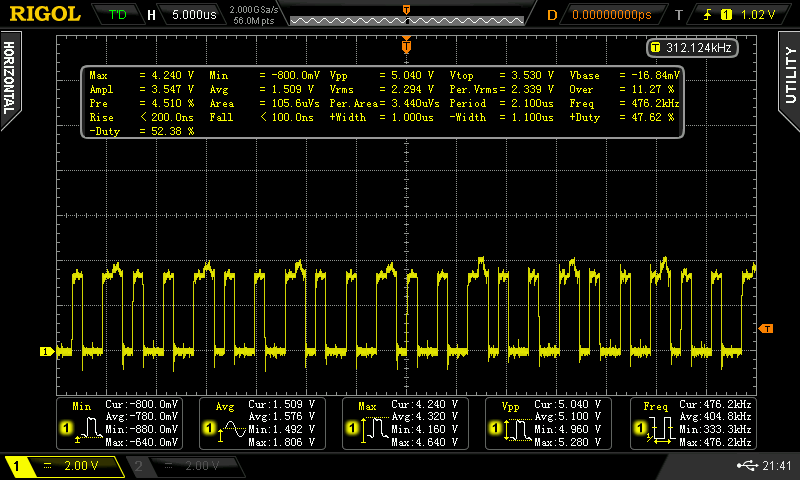 RIGOL T'D H 5.000us 2.000GSa/s 56.0M pts D 0.00000000ps T 1 1.02 V
T 312.124kHz
HORIZONTAL
UTILITY
Max = 4.240 V Min = -800.0mV Vpp = 5.040 V Vtop = 3.530 V Vbase = -16.84mV
Ampl = 3.547 V Avg = 1.509 V Vrms = 2.294 V Per.Vrms= 2.339 V Over = 11.27 %
Pre = 4.510 % Area = 105.6uVs Per.Area= 3.440uVs Period = 2.100us Freq = 476.2kHz
Rise < 200.0ns Fall < 100.0ns +Width = 1.000us -Width = 1.100us +Duty = 47.62 %
-Duty = 52.38 %
T
1
T
Min Cur:-800.0mV Avg:-780.0mV Min:-880.0mV Max:-640.0mV
1
Avg Cur:1.509 V Avg:1.576 V Min:1.492 V Max:1.806 V
1
Max Cur:4.240 V Avg:4.320 V Min:4.160 V Max:4.640 V
1
Vpp Cur:5.040 V Avg:5.100 V Min:4.960 V Max:5.280 V
1
Freq Cur:476.2kHz Avg:404.8kHz Min:333.3kHz Max:476.2kHz
1
1 2.00 V 2 2.00 V 21:41